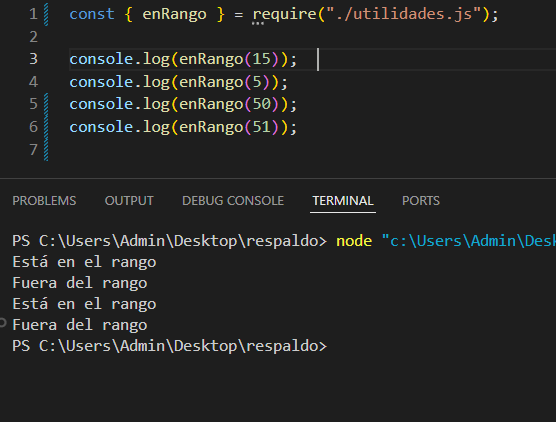 1 const { enRango } = require("./utilidades.js");
2
3 console.log(enRango(15));
4 console.log(enRango(5));
5 console.log(enRango(50));
6 console.log(enRango(51));
7
PROBLEMS OUTPUT DEBUG CONSOLE TERMINAL PORTS
PS C:\Users\Admin\Desktop\respaldo> node "c:\Users\Admin\Des
Está en el rango
Fuera del rango
Está en el rango
Fuera del rango
PS C:\Users\Admin\Desktop\respaldo>